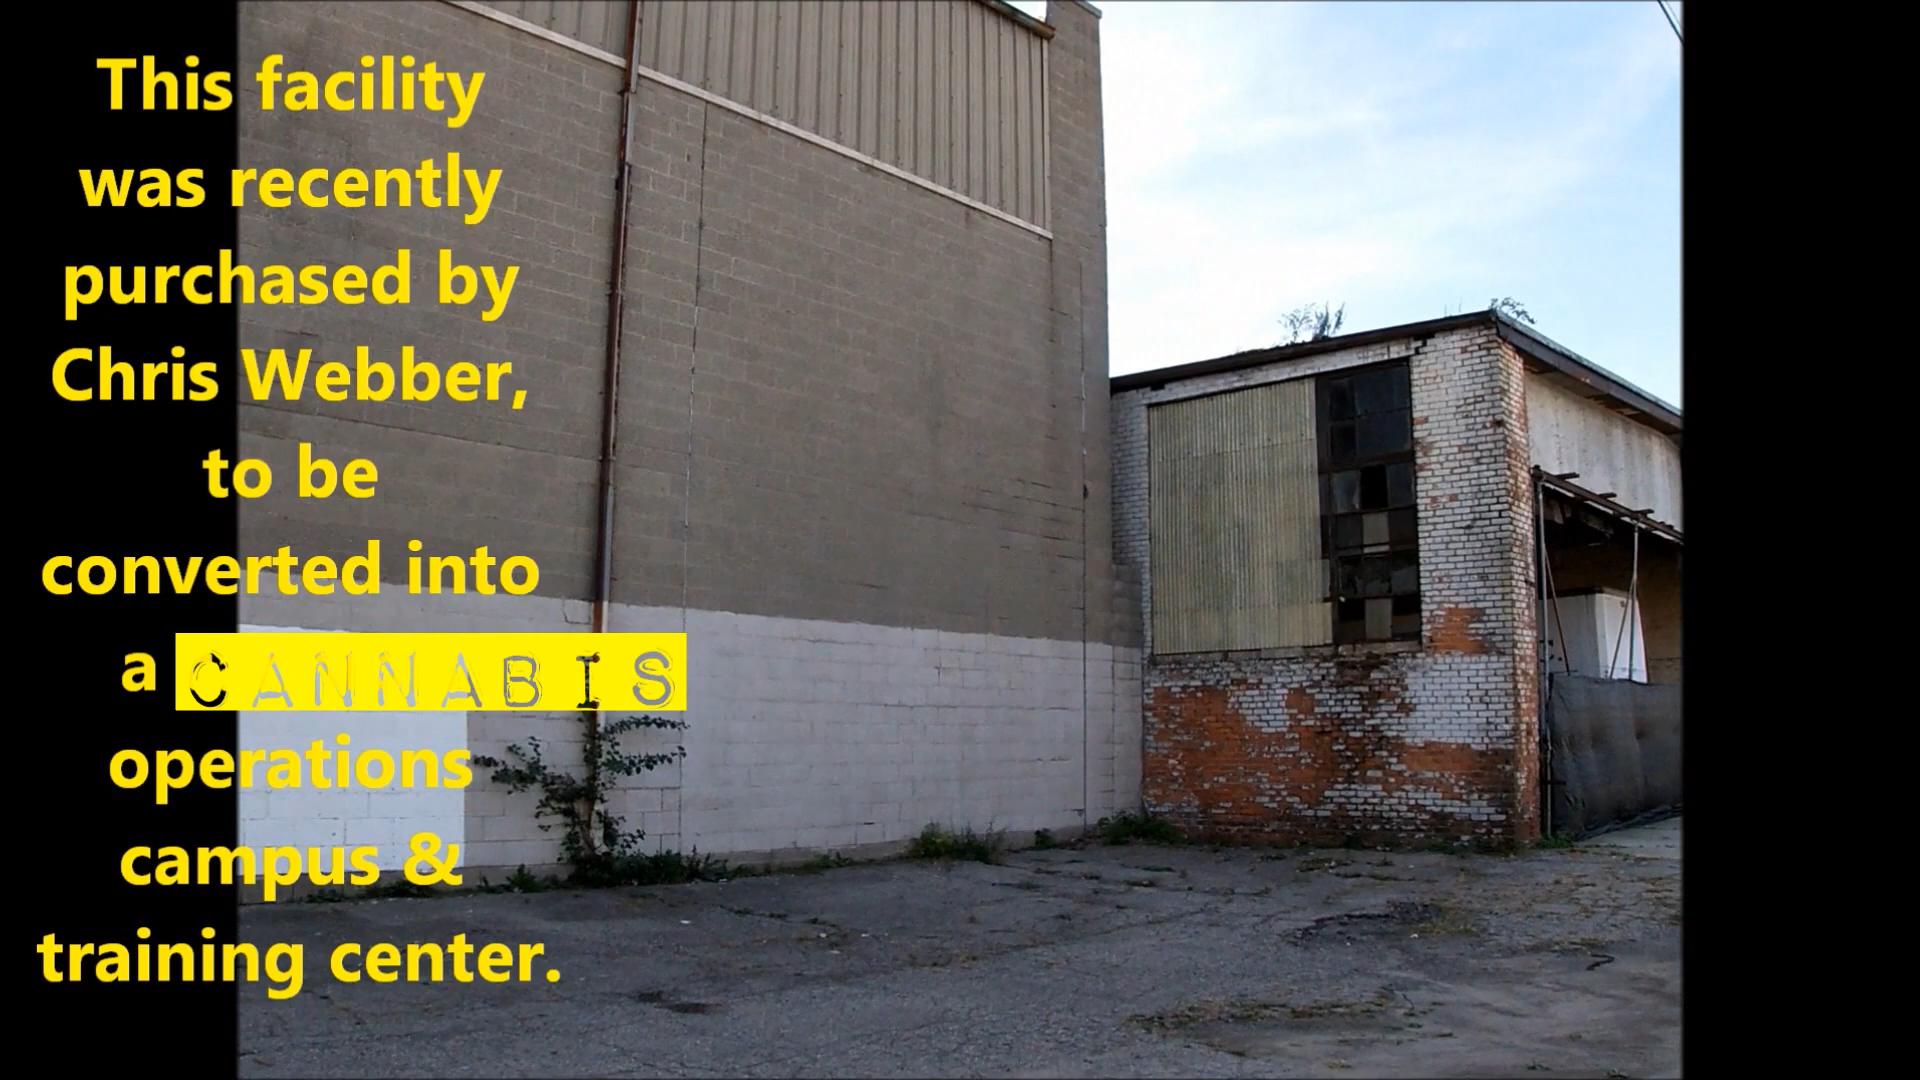 This facility
was recently
purchased by
Chris Webber,
to be
converted into
a CANNABIS
operations
campus &
training center.